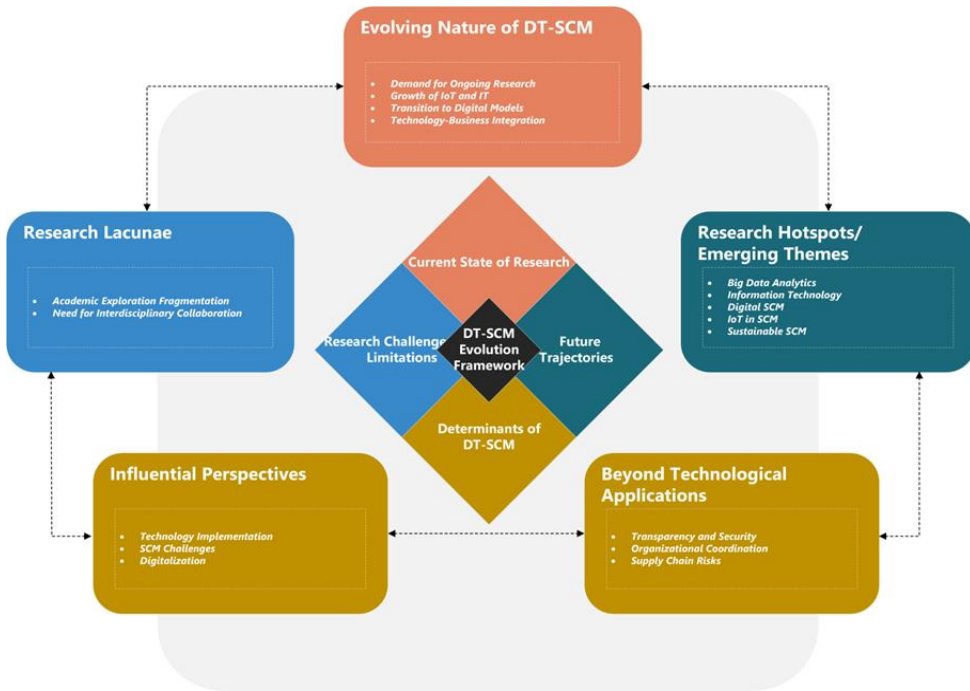 Evolving Nature of DT-SCM
• Demand for Ongoing Research
• Growth of IoT and IT
• Transition to Digital Models
• Technology-Business Integration
Research Lacunae
• Academic Exploration Fragmentation
• Need for Interdisciplinary Collaboration
Research Hotspots/
Emerging Themes
• Big Data Analytics
• Information Technology
• Digital SCM
• IoT in SCM
• Sustainable SCM
Current State of Research
Research Challenge
Limitations
DT-SCM
Evolution
Framework
Future
Trajectories
Determinants of
DT-SCM
Influential Perspectives
• Technology Implementation
• SCM Challenges
• Digitalization
Beyond Technological
Applications
• Transparency and Security
• Organizational Coordination
• Supply Chain Risks